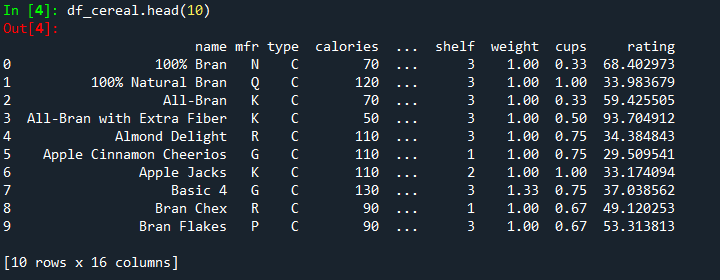 In [4]: df_cereal.head(10)
Out[4]:
                        name mfr type  calories  ...  shelf  weight  cups     rating
0                  100% Bran   N    C        70  ...      3    1.00  0.33  68.402973
1          100% Natural Bran   Q    C       120  ...      3    1.00  1.00  33.983679
2                   All-Bran   K    C        70  ...      3    1.00  0.33  59.425505
3  All-Bran with Extra Fiber   K    C        50  ...      3    1.00  0.50  93.704912
4             Almond Delight   R    C       110  ...      3    1.00  0.75  34.384843
5    Apple Cinnamon Cheerios   G    C       110  ...      1    1.00  0.75  29.509541
6                Apple Jacks   K    C       110  ...      2    1.00  1.00  33.174094
7                    Basic 4   G    C       130  ...      3    1.33  0.75  37.038562
8                  Bran Chex   R    C        90  ...      1    1.00  0.67  49.120253
9                Bran Flakes   P    C        90  ...      3    1.00  0.67  53.313813
[10 rows x 16 columns]